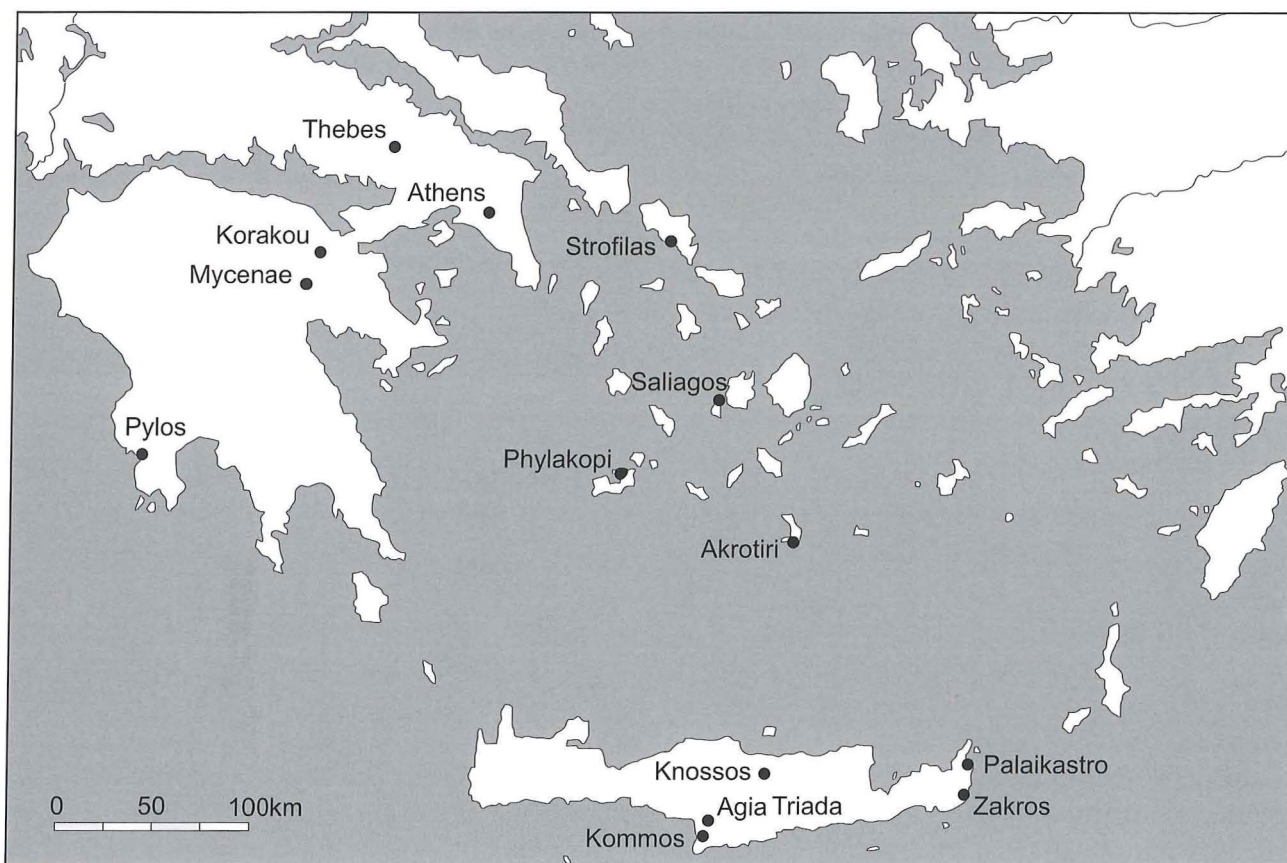 Thebes
Athens
Korakou
Strofilas
Mycenae
Saliagos
Pylos
Phylakopi
Akrotiri
Knossos
Palaikastro
Zakros
Agia Triada
Kommos
0 50 100km